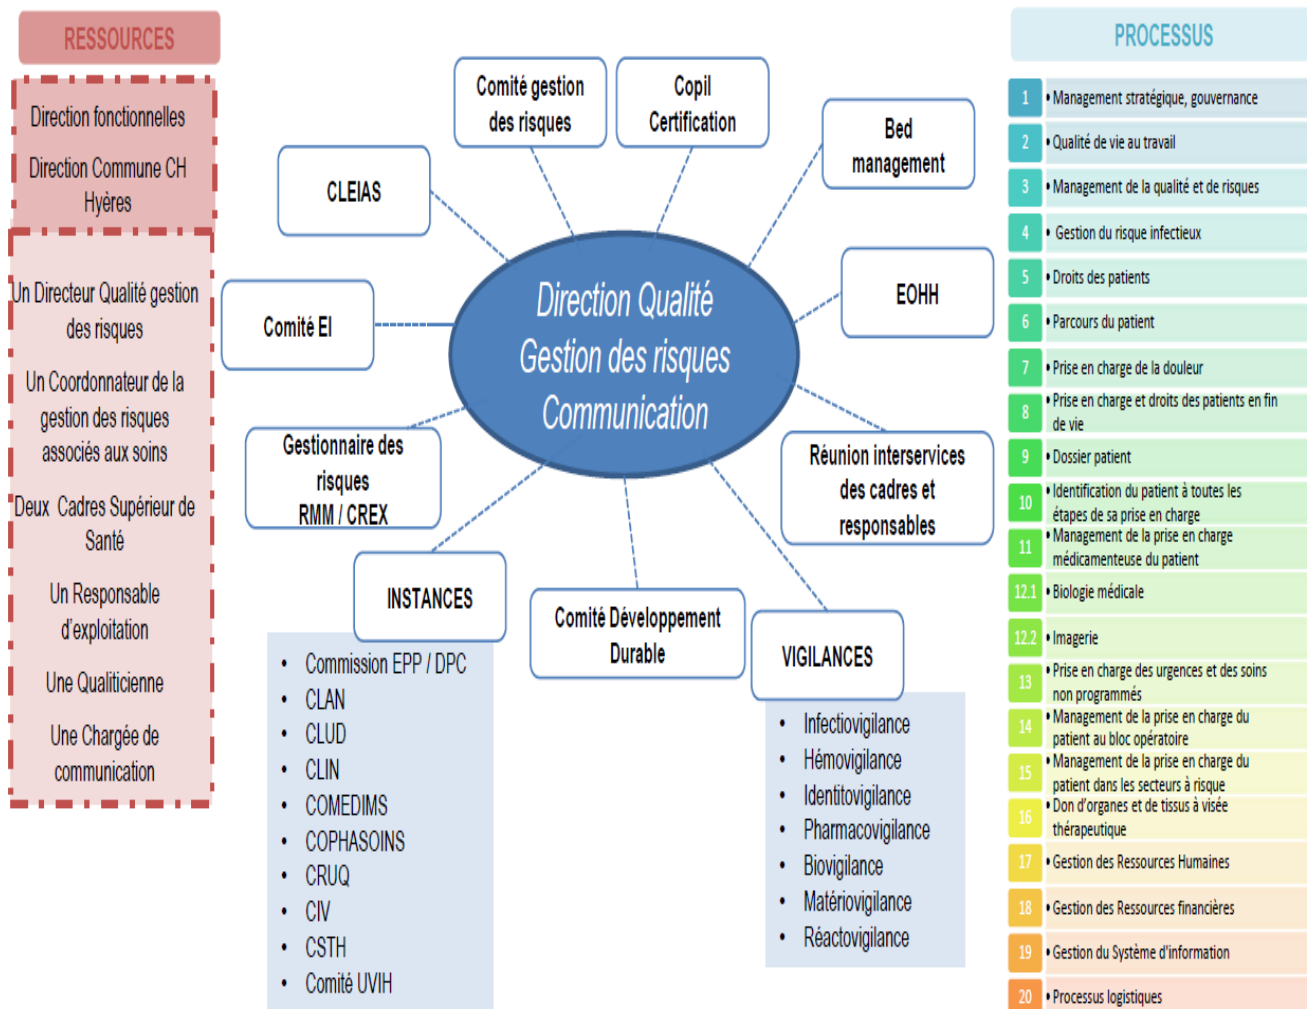 RESSOURCES
Direction fonctionnelles
Direction Commune CH
Hyères
Un Directeur Qualité gestion
des risques
Un Coordonnateur de la
gestion des risques
associés aux soins
Deux Cadres Supérieur de
Santé
Un Responsable
d'exploitation
Une Qualiticienne
Une Chargée de
communication
Comité gestion
des risques
Copil
Certification
Bed
management
CLEIAS
EOHH
Comité EI
Direction Qualité
Gestion des risques
Communication
Gestionnaire des
risques
RMM / CREX
Réunion interservices
des cadres et
responsables
INSTANCES
Comité Développement
Durable
VIGILANCES
• Commission EPP / DPC
• CLAN
• CLUD
• CLIN
• COMEDIMS
• COPHASOINS
• CRUQ
• CIV
• CSTH
• Comité UVIH
• Infectiovigilance
• Hémovigilance
• Identitovigilance
• Pharmacovigilance
• Biovigilance
• Matériovigilance
• Réactovigilance
PROCESSUS
1 • Management stratégique, gouvernance
2 • Qualité de vie au travail
3 • Management de la qualité et de risques
4 • Gestion du risque infectieux
5 • Droits des patients
6 • Parcours du patient
7 • Prise en charge de la douleur
8 • Prise en charge et droits des patients en fin
de vie
9 • Dossier patient
10 • Identification du patient à toutes les
étapes de sa prise en charge
11 • Management de la prise en charge
médicamenteuse du patient
12.1 • Biologie médicale
12.2 • Imagerie
13 • Prise en charge des urgences et des soins
non programmés
14 • Management de la prise en charge du
patient au bloc opératoire
15 • Management de la prise en charge du
patient dans les secteurs à risque
16 • Don d'organes et de tissus à visée
thérapeutique
17 • Gestion des Ressources Humaines
18 • Gestion des Ressources financières
19 • Gestion du Système d'information
20 • Processus logistiques